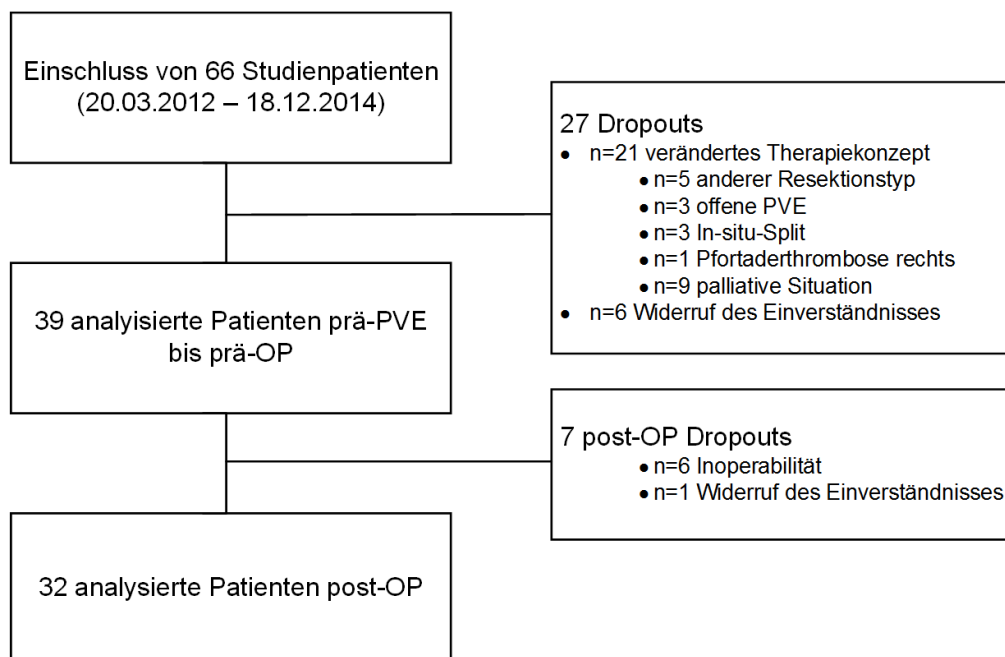 Einschluss von 66 Studienpatienten
(20.03.2012 – 18.12.2014)
27 Dropouts
• n=21 verändertes Therapiekonzept
• n=5 anderer Resektionstyp
• n=3 offene PVE
• n=3 In-situ-Split
• n=1 Pfortaderthrombose rechts
• n=9 palliative Situation
• n=6 Widerruf des Einverständnisses
39 analyisierte Patienten prä-PVE
bis prä-OP
7 post-OP Dropouts
• n=6 Inoperabilität
• n=1 Widerruf des Einverständnisses
32 analysierte Patienten post-OP